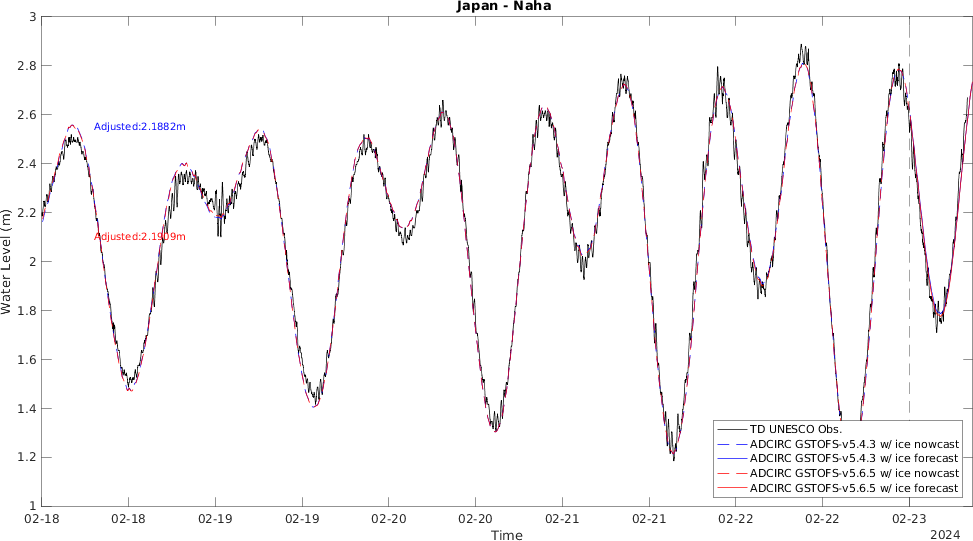 Japan - Naha
Water Level (m)
3
2.8
2.6
2.4
2.2
2
1.8
1.6
1.4
1.2
1
Adjusted:2.1882m
Adjusted:2.1909m
TD UNESCO Obs.
ADCIRC GSTOFS-v5.4.3 w/ ice nowcast
ADCIRC GSTOFS-v5.4.3 w/ ice forecast
ADCIRC GSTOFS-v5.6.5 w/ ice nowcast
ADCIRC GSTOFS-v5.6.5 w/ ice forecast
02-18 02-18 02-19 02-19 02-20 02-20 02-21 02-21 02-22 02-22 02-23
Time
2024